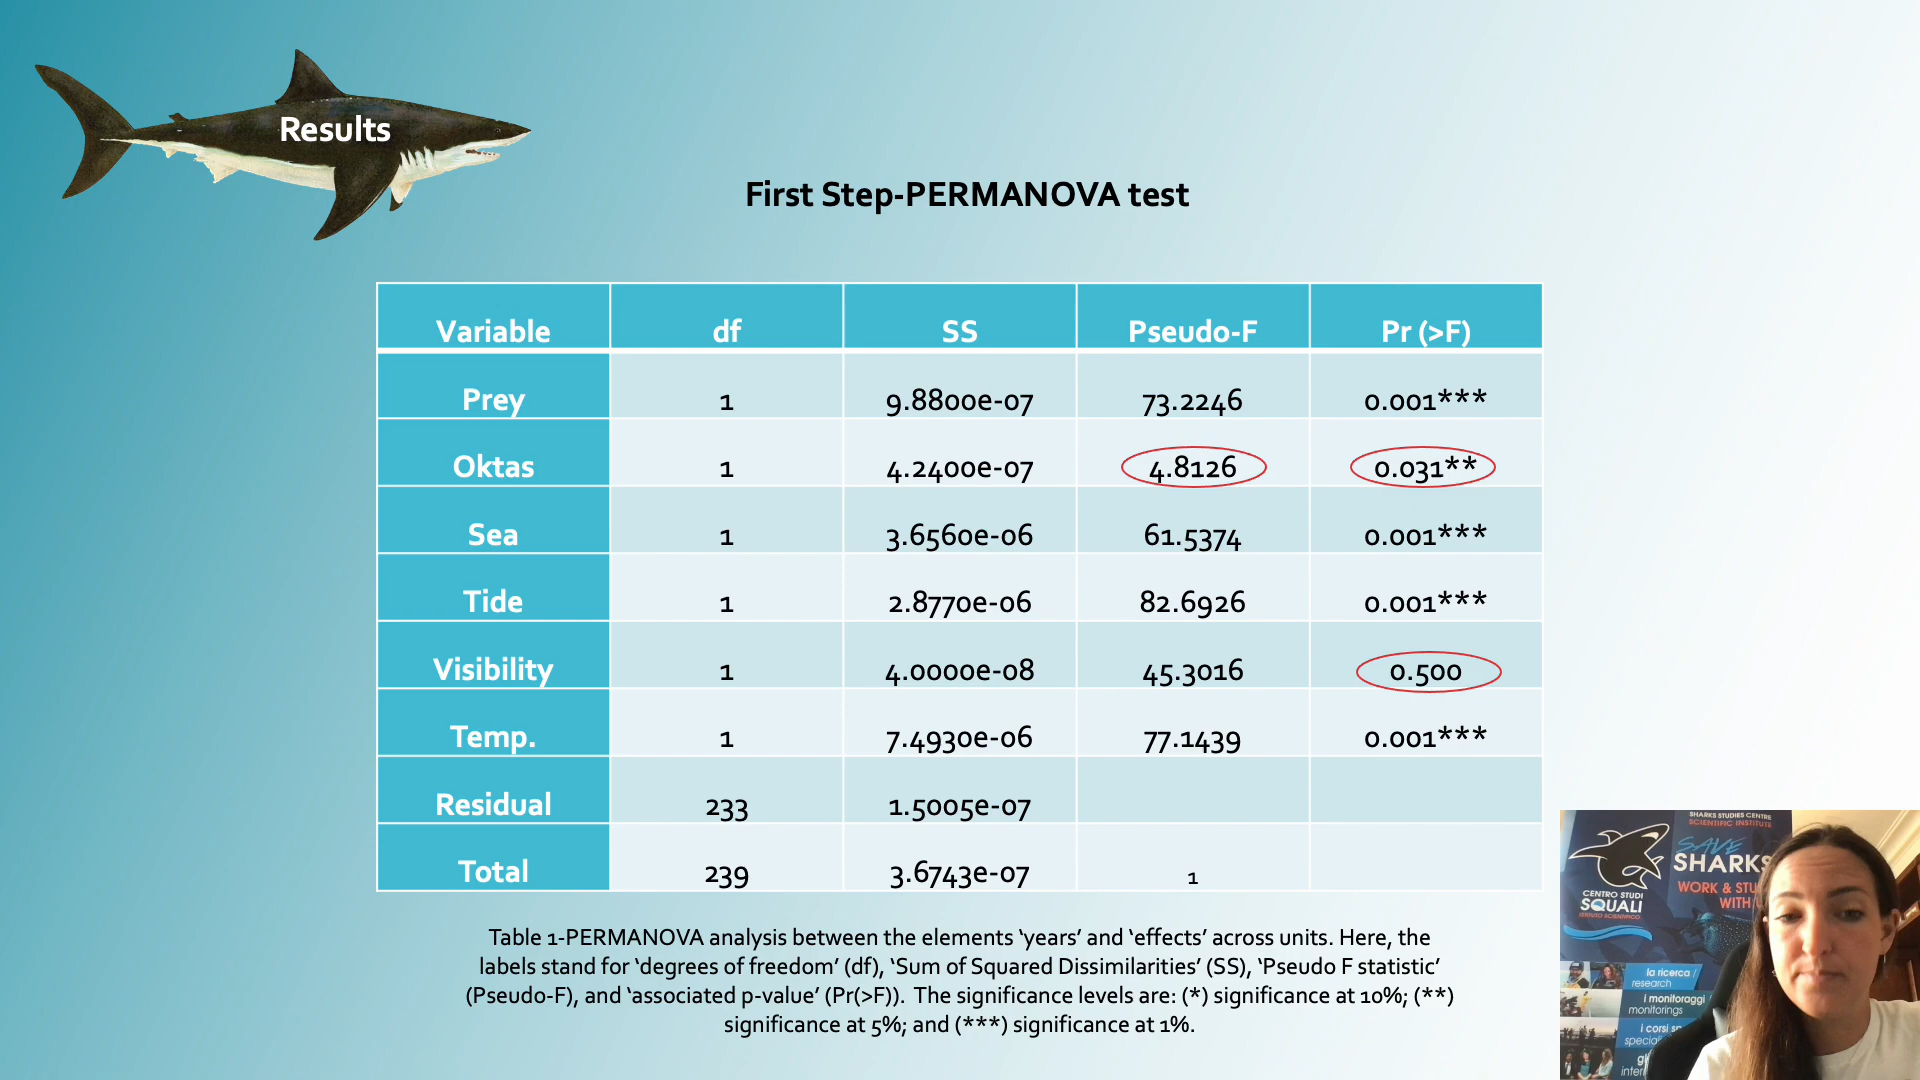 Results
First Step-PERMANOVA test
Variable df SS Pseudo-F Pr (>F)
Prey 1 9.8800e-07 73.2246 0.001***
Oktas 1 4.2400e-07 4.8126 0.031**
Sea 1 3.6560e-06 61.5374 0.001***
Tide 1 2.8770e-06 82.6926 0.001***
Visibility 1 4.0000e-08 45.3016 0.500
Temp. 1 7.4930e-06 77.1439 0.001***
Residual 233 1.5005e-07
Total 239 3.6743e-07 1
Table 1-PERMANOVA analysis between the elements ‘years’ and ‘effects’ across units. Here, the
labels stand for ‘degrees of freedom’ (df), ‘Sum of Squared Dissimilarities’ (SS), ‘Pseudo F statistic’
(Pseudo-F), and ‘associated p-value’ (Pr(>F)).  The significance levels are: (*) significance at 10%; (**)
significance at 5%; and (***) significance at 1%.
SHARKS STUDIES CENTRE
SCIENTIFIC INSTITUTE
SAVE
SHARKS
WORK & STU
WITH
CENTRO STUDI
SQUALI
ISTITUTO SCIENTIFICO
la ricerca /
research
i monitoraggi
monitorings
i corsi sp
special
gl
inter